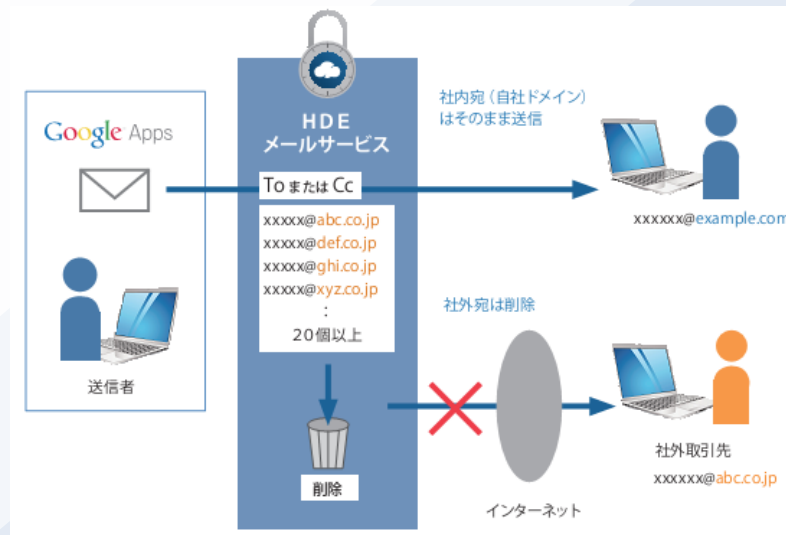 Google Apps
送信者
HDE
メールサービス
To または Cc
xxxxx@abc.co.jp
xxxxx@def.co.jp
xxxxx@ghi.co.jp
xxxxx@xyz.co.jp
:
20個以上
削除
社内宛（自社ドメイン）
はそのまま送信
xxxxxx@example.com
社外宛は削除
インターネット
社外取引先
xxxxxx@abc.co.jp